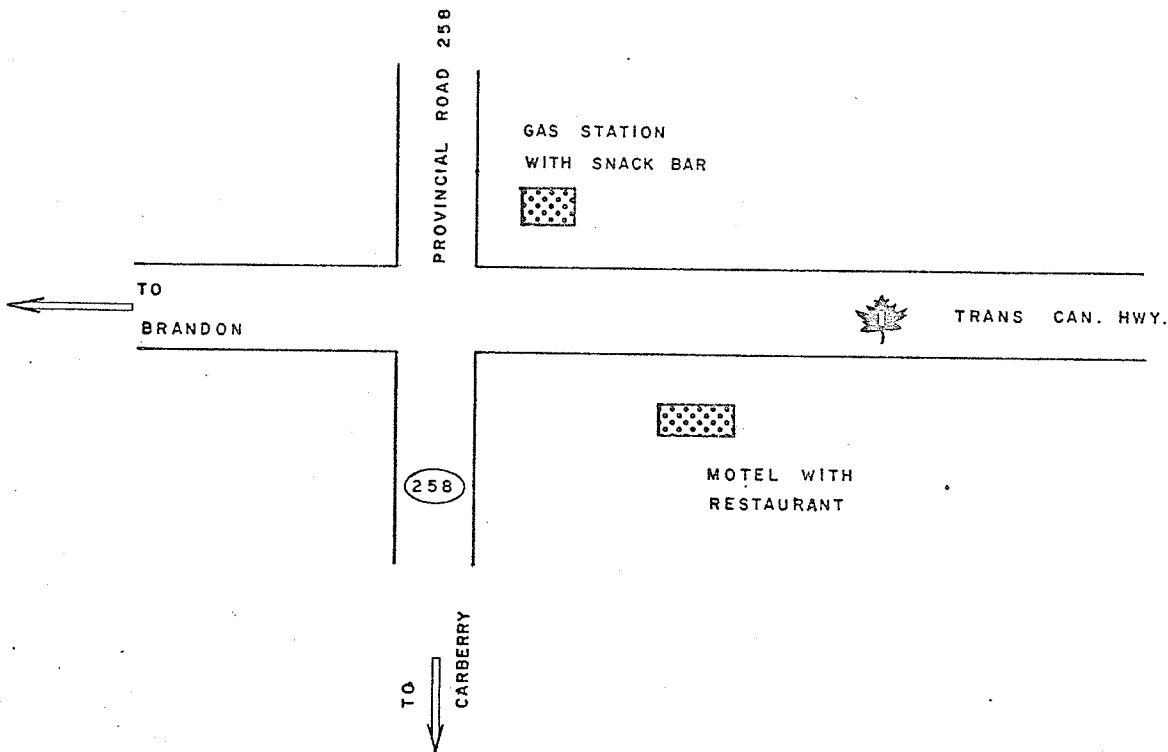 PROVINCIAL ROAD 258
GAS STATION
WITH SNACK BAR
TO
BRANDON
1
TRANS CAN. HWY.
258
MOTEL WITH
RESTAURANT
TO
CARBERRY